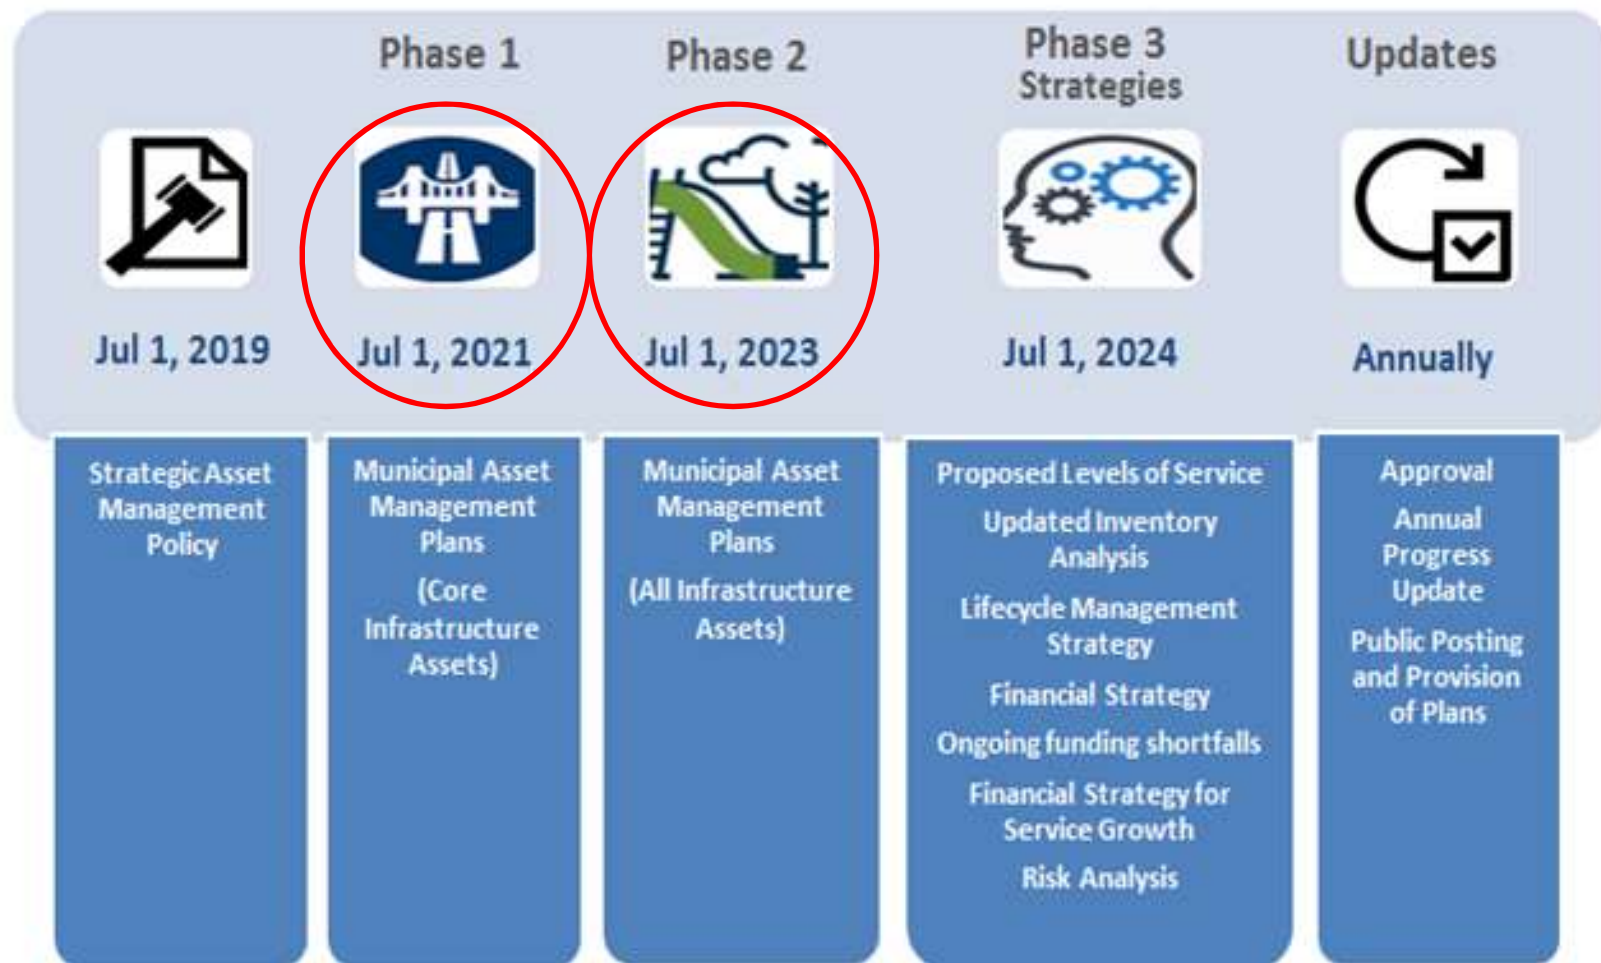 Phase 1
Phase 2
Phase 3
Strategies
Updates
Jul 1, 2019
Jul 1, 2021
Jul 1, 2023
Jul 1, 2024
Annually
Strategic Asset
Management
Policy
Municipal Asset
Management
Plans
(Core
Infrastructure
Assets)
Municipal Asset
Management
Plans
(All Infrastructure
Assets)
Proposed Levels of Service
Updated Inventory
Analysis
Lifecycle Management
Strategy
Financial Strategy
Ongoing funding shortfalls
Financial Strategy for
Service Growth
Risk Analysis
Approval
Annual
Progress
Update
Public Posting
and Provision
of Plans